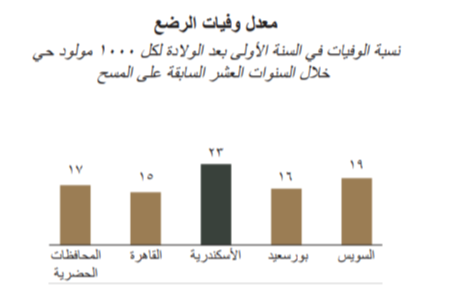 معدل وفيات الرضع
نسبة الوفيات في السنة الأولى بعد الولادة لكل ١٠٠٠ مولود حي
خلال السنوات العشر السابقة على المسح
٢٣
١٩
١٧
١٦
١٥
السويس
بورسعيد
الأسكندرية
القاهرة
المحافظات
الحضرية